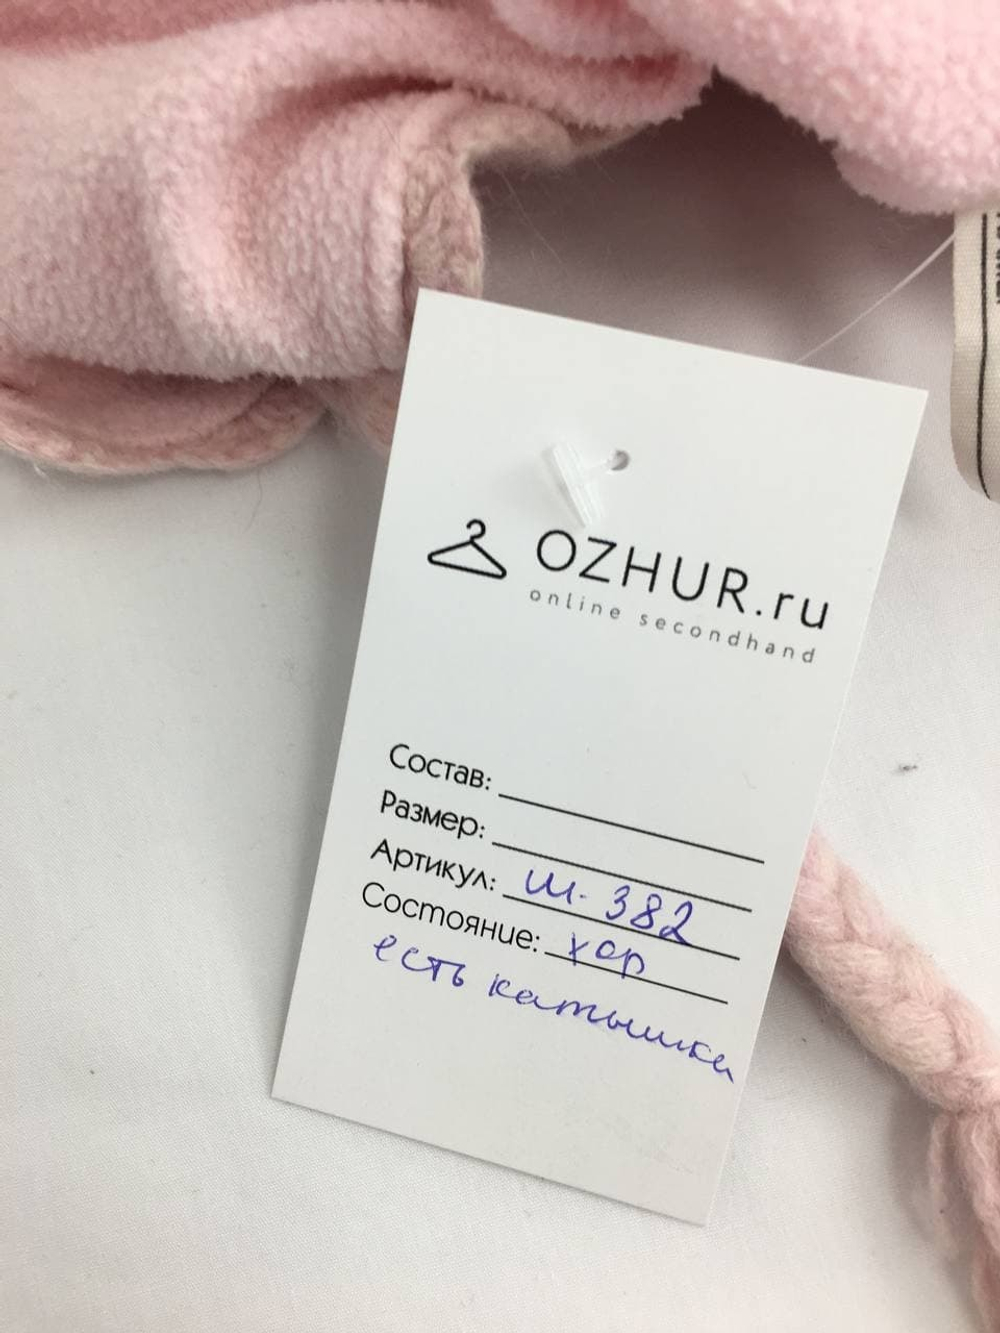 OZHUR.ru
online secondhand
Состав:
Размер:
Артикул: ш-382
Состояние: хор
есть катышки